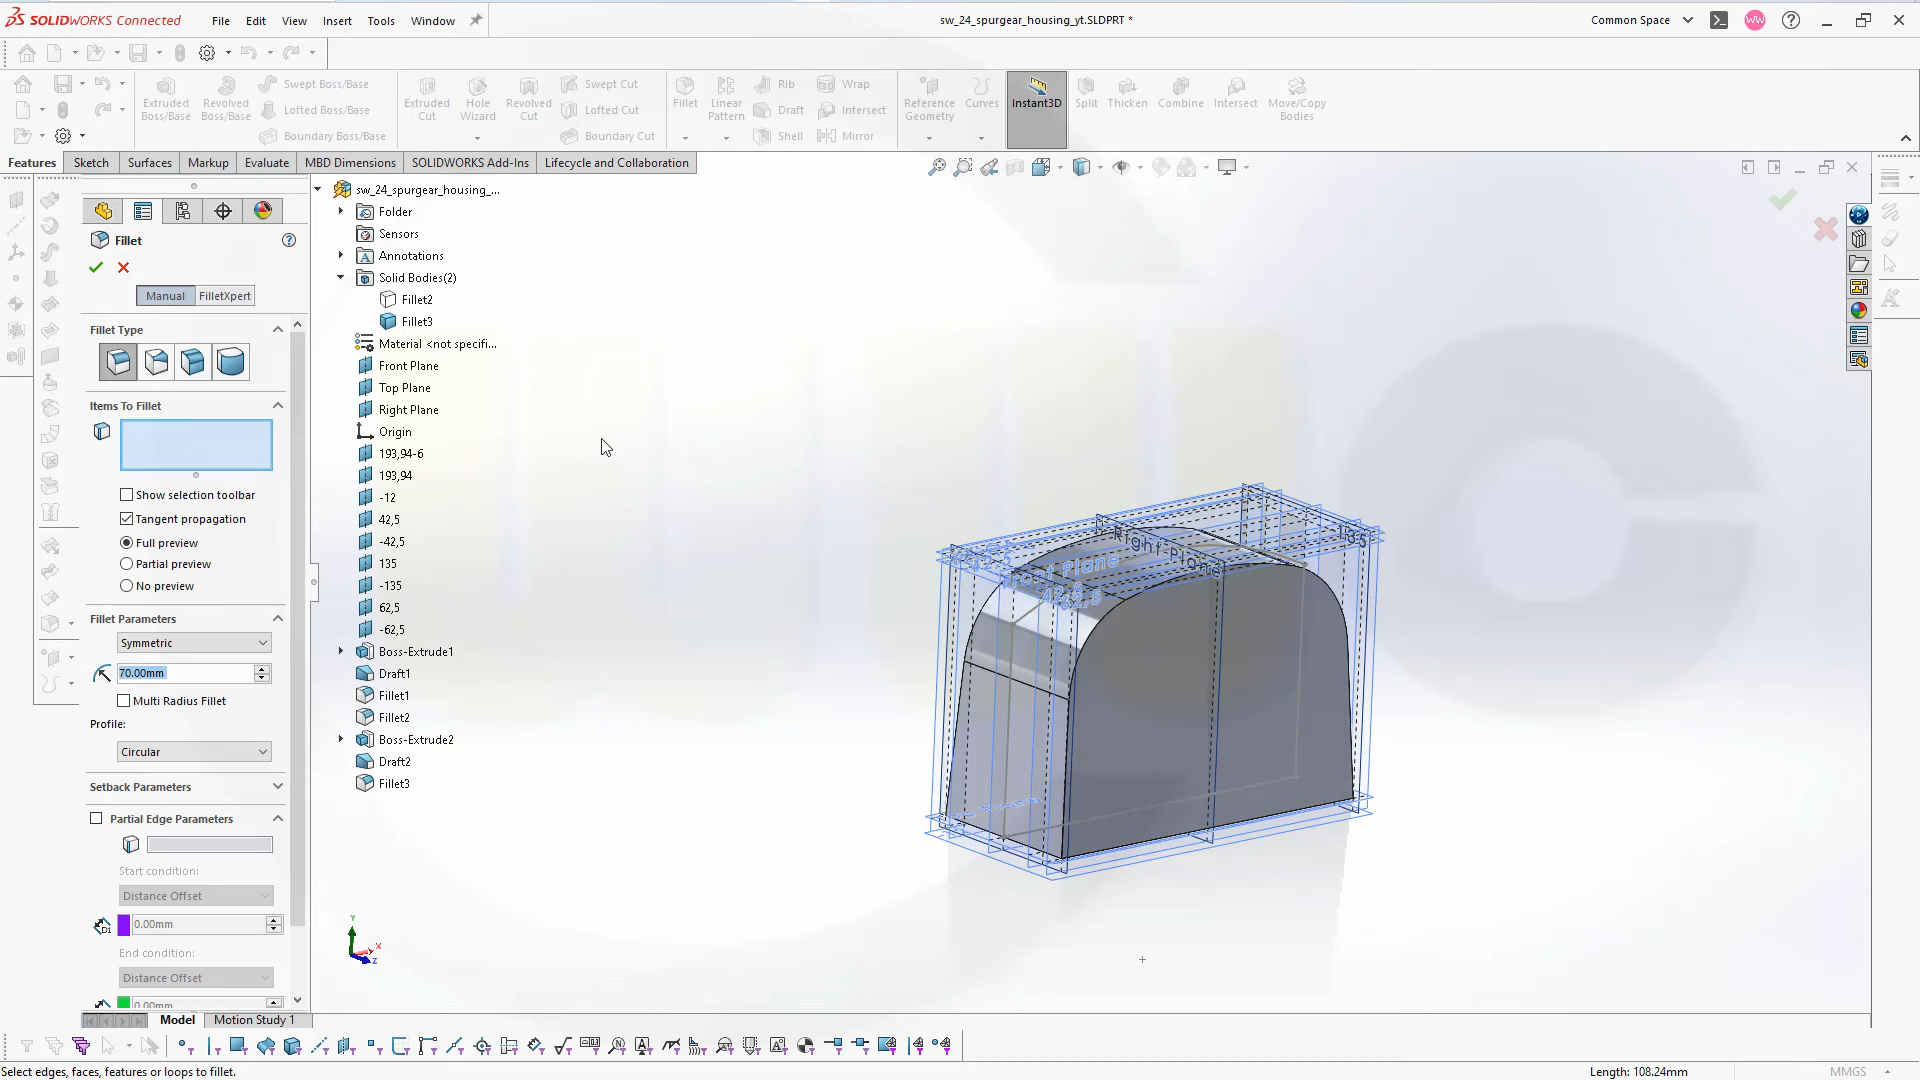 SOLIDWORKS Connected
File Edit View Insert Tools Window
sw_24_spurgear_housing_yt.SLDPRT *
Common Space
WW
Extruded Boss/Base
Revolved Boss/Base
Swept Boss/Base
Lofted Boss/Base
Boundary Boss/Base
Extruded Cut
Hole Wizard
Revolved Cut
Swept Cut
Lofted Cut
Boundary Cut
Fillet
Linear Pattern
Rib
Draft
Shell
Wrap
Intersect
Mirror
Reference Geometry
Curves
Instant3D
Split
Thicken
Combine
Intersect
Move/Copy Bodies
Features Sketch Surfaces Markup Evaluate MBD Dimensions SOLIDWORKS Add-Ins Lifecycle and Collaboration
Fillet
Manual FilletXpert
Fillet Type
Items To Fillet
Show selection toolbar
Tangent propagation
Full preview
Partial preview
No preview
Fillet Parameters
Symmetric
70.00mm
Multi Radius Fillet
Profile:
Circular
Setback Parameters
Partial Edge Parameters
Start condition:
Distance Offset
0.00mm
End condition:
Distance Offset
0.00mm
sw_24_spurgear_housing_...
Folder
Sensors
Annotations
Solid Bodies(2)
Fillet2
Fillet3
Material <not specifi...
Front Plane
Top Plane
Right Plane
Origin
193,94-6
193,94
-12
42,5
-42,5
135
-135
62,5
-62,5
Boss-Extrude1
Draft1
Fillet1
Fillet2
Boss-Extrude2
Draft2
Fillet3
Right Plane
135
Front Plane
Y
X
Z
Model Motion Study 1
Select edges, faces, features or loops to fillet.
Length: 108.24mm
MMGS